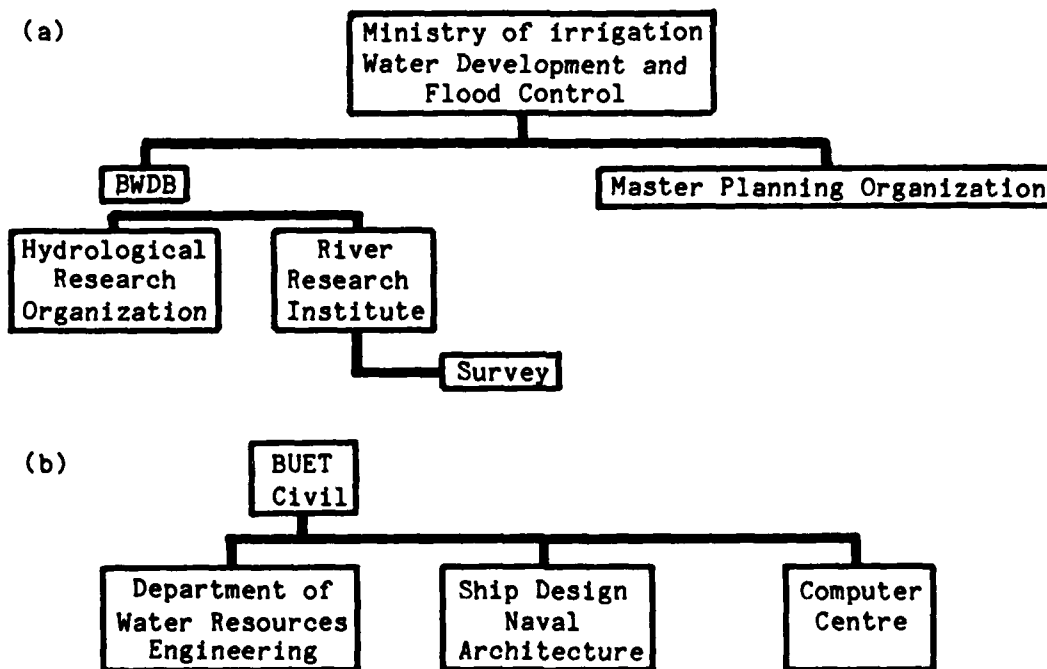 (a)
Ministry of irrigation
Water Development and
Flood Control
BWDB
Master Planning Organization
Hydrological
Research
Organization
River
Research
Institute
Survey
(b)
BUET
Civil
Department of
Water Resources
Engineering
Ship Design
Naval
Architecture
Computer
Centre